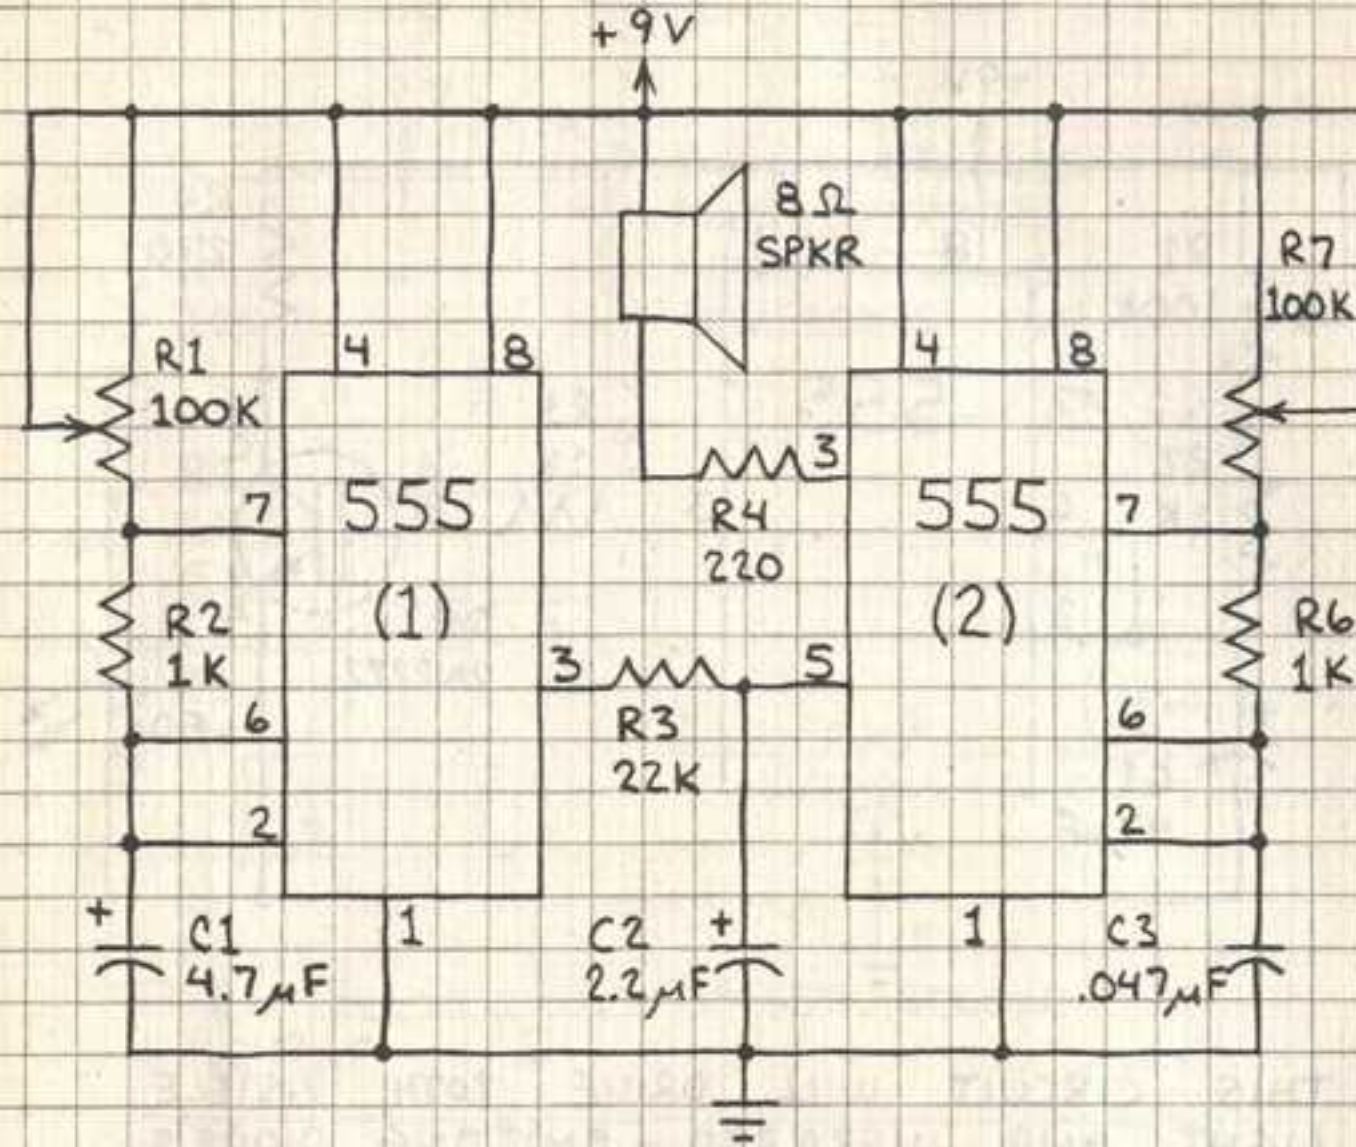 +9V
8Ω
SPKR
R7
100K
R1
100K
4
8
4
8
3
R4
220
7
555
(1)
555
(2)
7
R2
1K
R6
1K
3
R3
22K
5
6
6
2
2
+
C1
4.7µF
1
C2
2.2µF
+
1
C3
.047µF